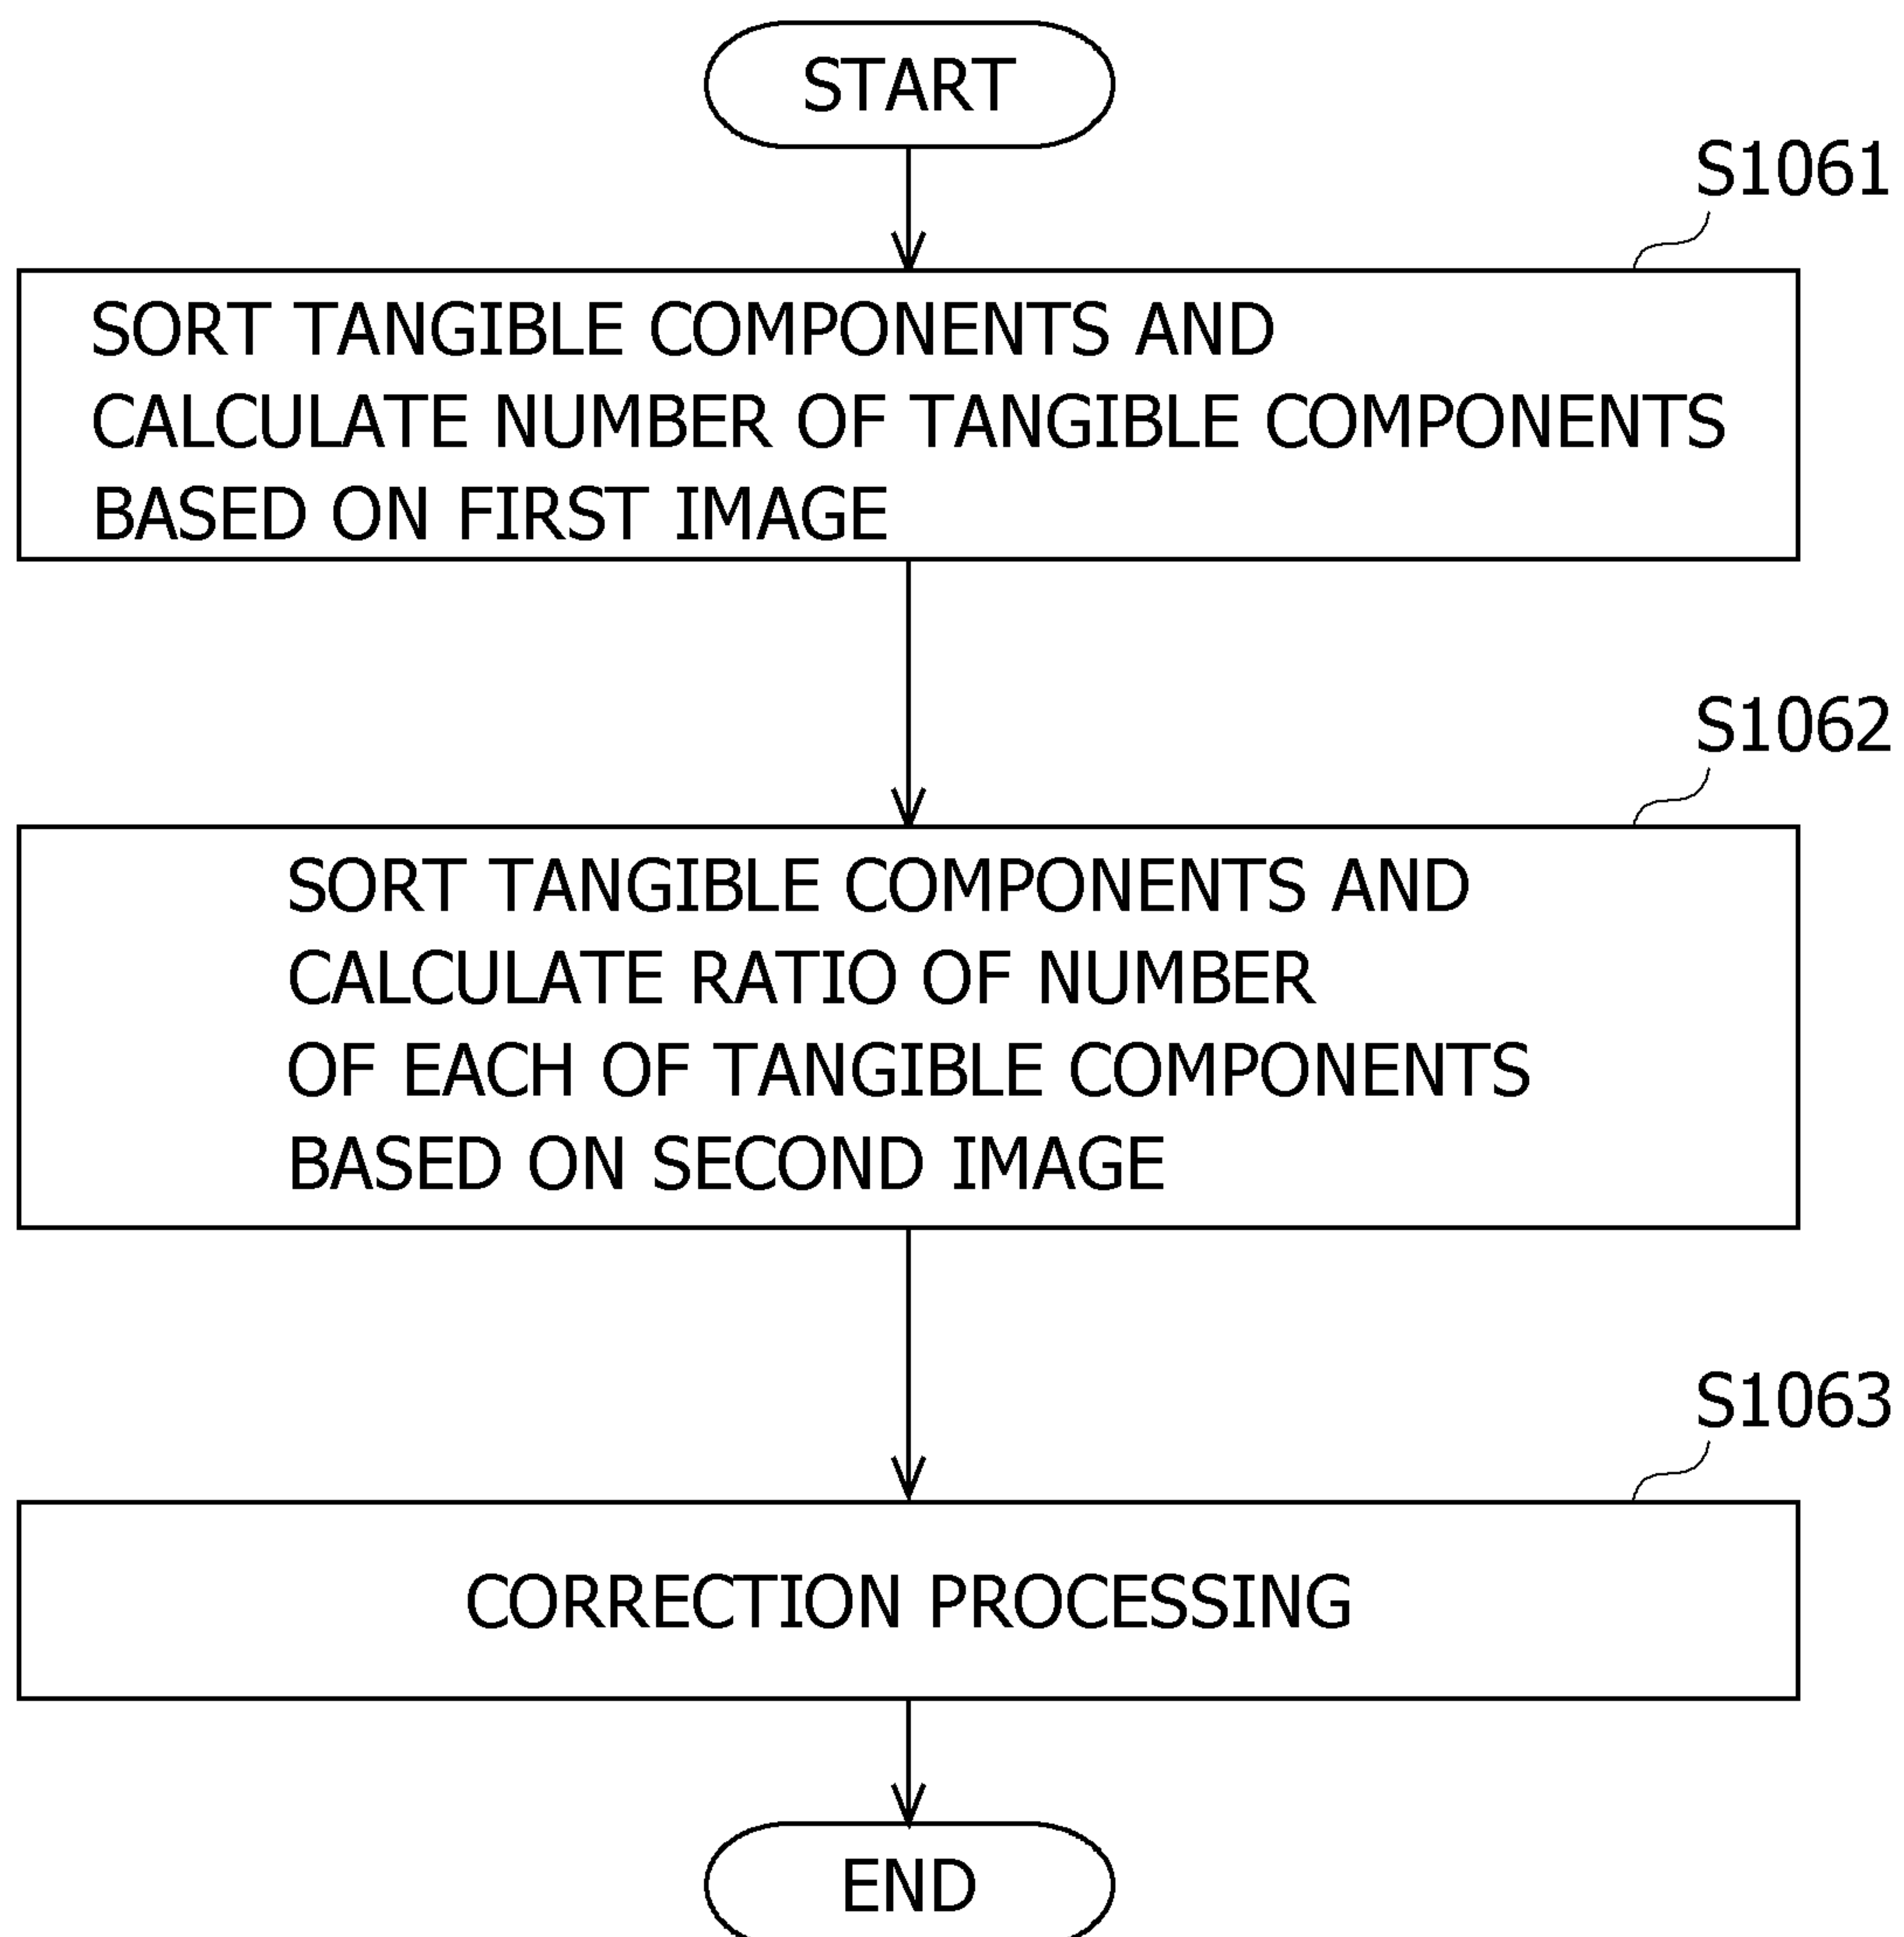 START
S1061
SORT TANGIBLE COMPONENTS AND
CALCULATE NUMBER OF TANGIBLE COMPONENTS
BASED ON FIRST IMAGE
S1062
SORT TANGIBLE COMPONENTS AND
CALCULATE RATIO OF NUMBER
OF EACH OF TANGIBLE COMPONENTS
BASED ON SECOND IMAGE
S1063
CORRECTION PROCESSING
END